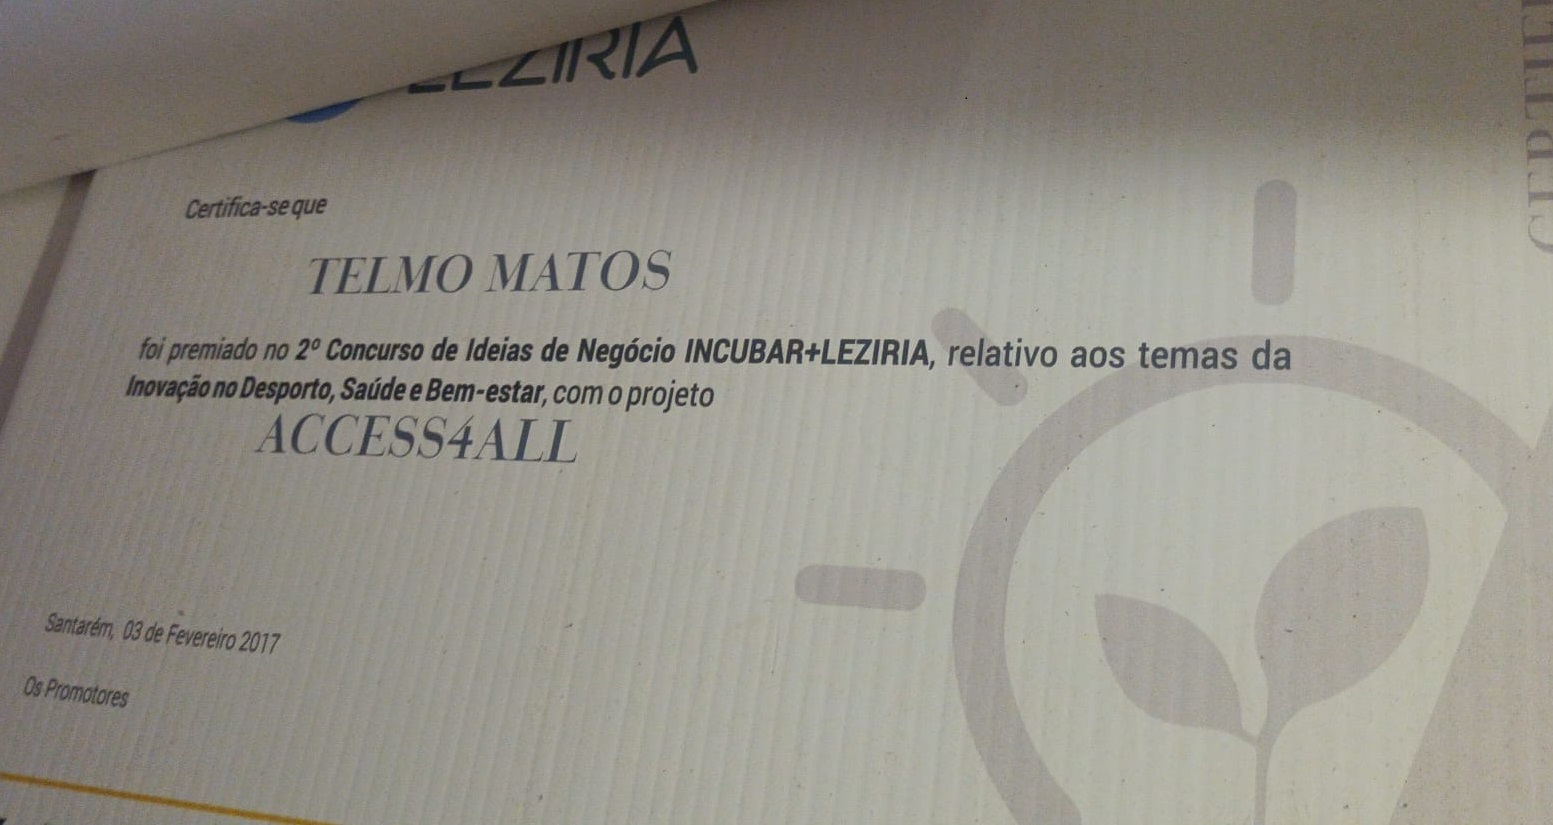 LEZIRIA
Certifica-se que
TELMO MATOS
foi premiado no 2º Concurso de Ideias de Negócio INCUBAR+LEZIRIA, relativo aos temas da
Inovação no Desporto, Saúde e Bem-estar, com o projeto
ACCESS4ALL
Santarém, 03 de Fevereiro 2017
Os Promotores